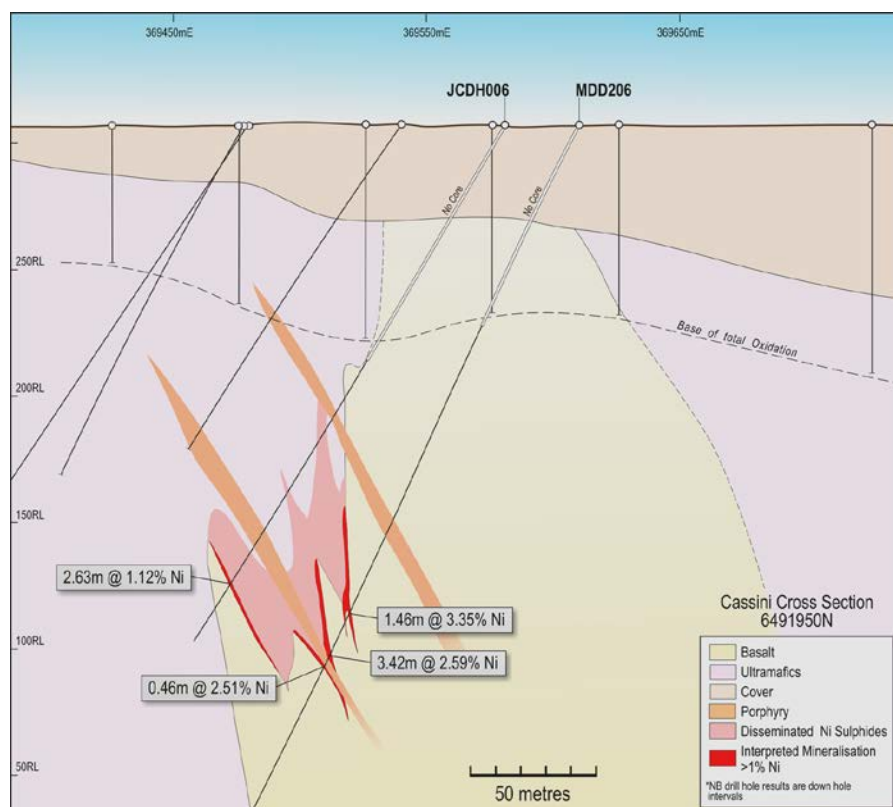 369450mE
369550mE
369650mE
JCDH006
MDD206
No Core
No Core
250RL
Base of total Oxidation
200RL
150RL
2.63m @ 1.12% Ni
1.46m @ 3.35% Ni
100RL
3.42m @ 2.59% Ni
0.46m @ 2.51% Ni
50RL
50 metres
Cassini Cross Section
6491950N
Basalt
Ultramafics
Cover
Porphyry
Disseminated Ni Sulphides
Interpreted Mineralisation
>1% Ni
*NB drill hole results are down hole
intervals